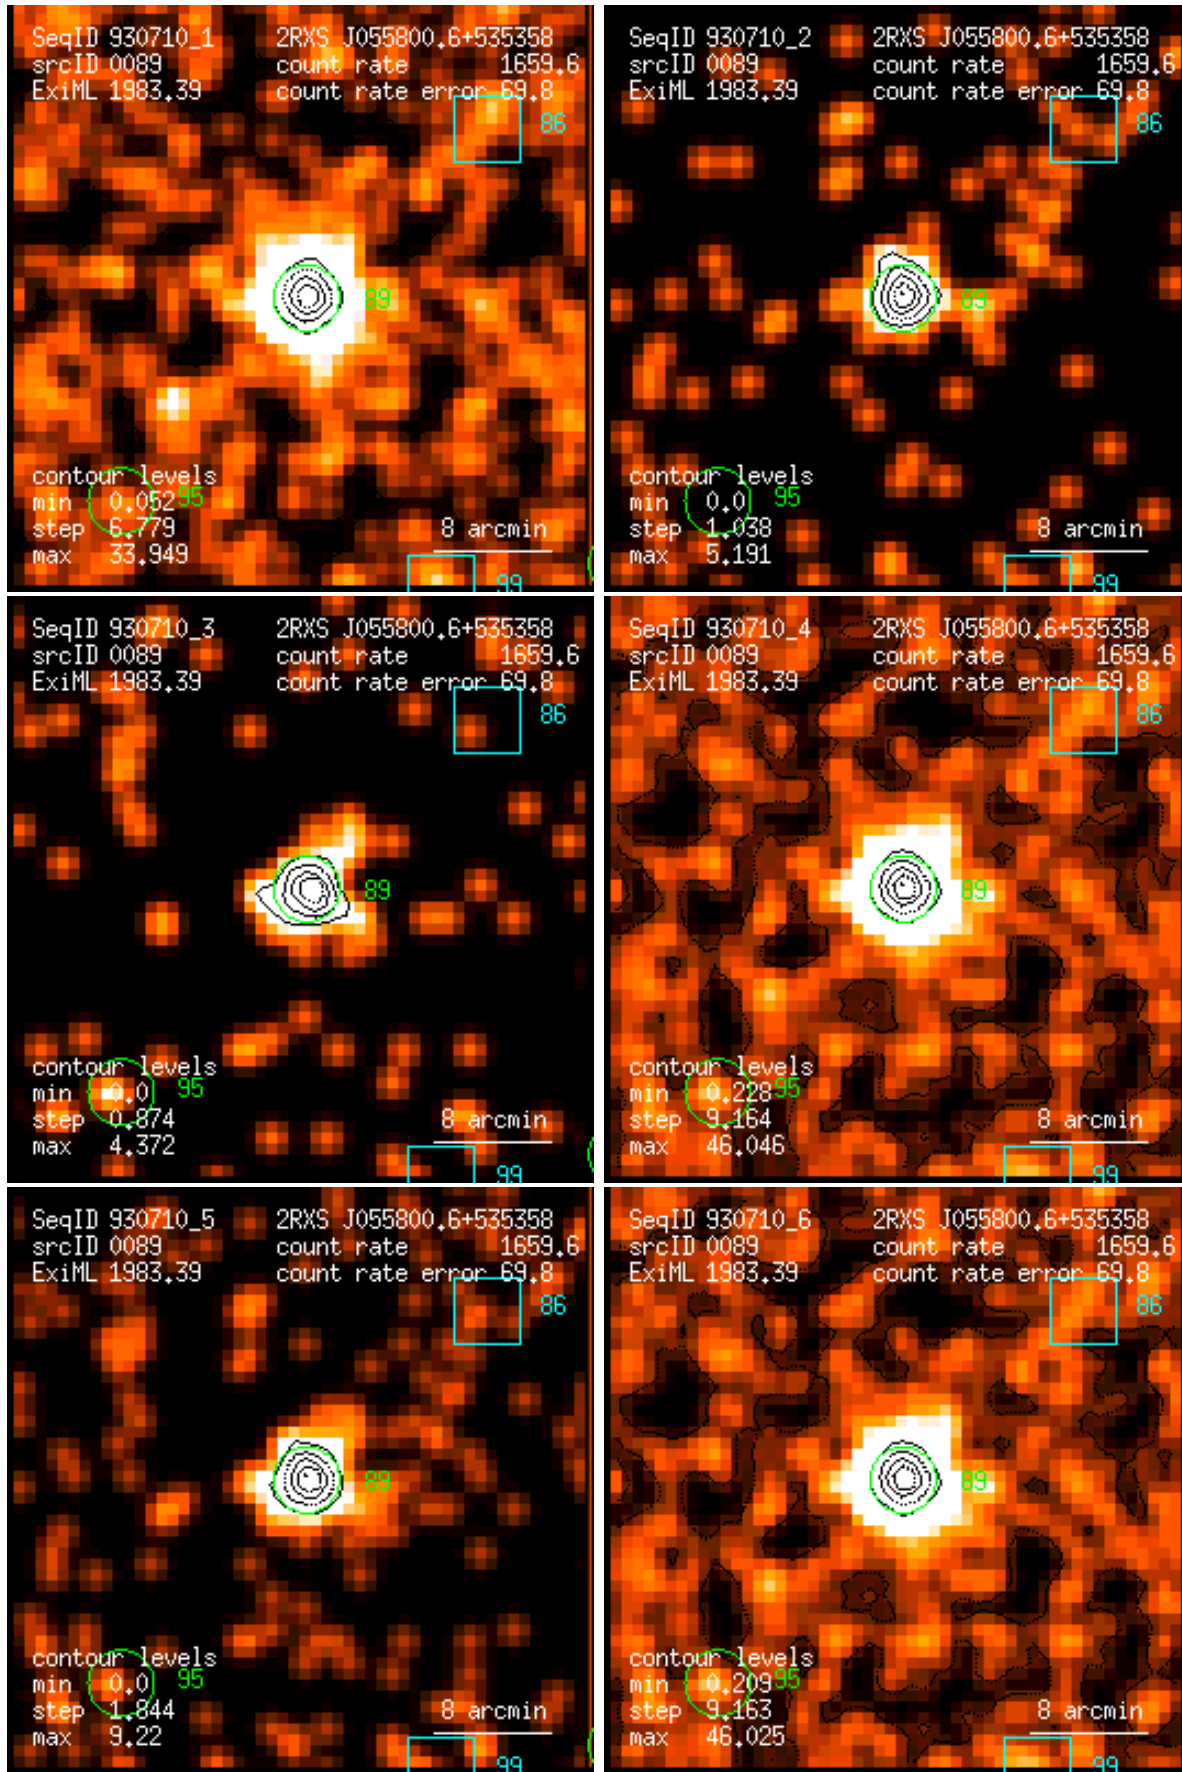 SeqID 930710_1 2RXS J055800.6+535358
srcID 0089 count rate 1659.6
ExiML 1983.39 count rate error 69.8
86
89
contour levels
min 0.052 95
step 6.779 8 arcmin
max 33.949
99
SeqID 930710_2 2RXS J055800.6+535358
srcID 0089 count rate 1659.6
ExiML 1983.39 count rate error 69.8
86
89
contour levels
min 0.0 95
step 1.038 8 arcmin
max 5.191
99
SeqID 930710_3 2RXS J055800.6+535358
srcID 0089 count rate 1659.6
ExiML 1983.39 count rate error 69.8
86
89
contour levels
min 0.0 95
step 0.874 8 arcmin
max 4.372
99
SeqID 930710_4 2RXS J055800.6+535358
srcID 0089 count rate 1659.6
ExiML 1983.39 count rate error 69.8
86
89
contour levels
min 0.228 95
step 9.164 8 arcmin
max 46.046
99
SeqID 930710_5 2RXS J055800.6+535358
srcID 0089 count rate 1659.6
ExiML 1983.39 count rate error 69.8
86
89
contour levels
min 0.0 95
step 1.844 8 arcmin
max 9.22
99
SeqID 930710_6 2RXS J055800.6+535358
srcID 0089 count rate 1659.6
ExiML 1983.39 count rate error 69.8
86
89
contour levels
min 0.209 95
step 9.163 8 arcmin
max 46.025
99